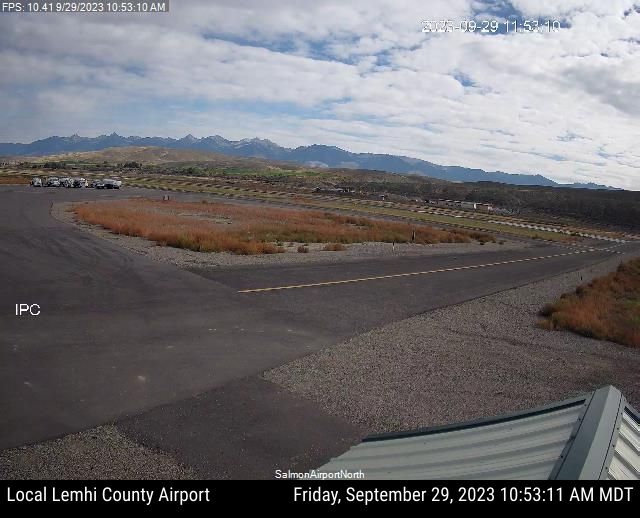 FPS: 10.41 9/29/2023 10:53:10 AM
2023-09-29 11:53:10
IPC
SalmonAirportNorth
Local Lemhi County Airport
Friday, September 29, 2023 10:53:11 AM MDT